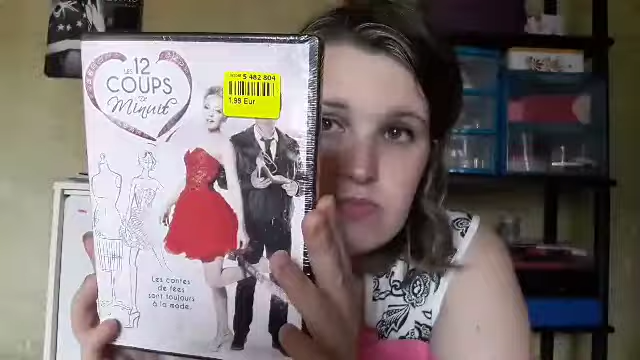 LES 12
COUPS
DE
Minuit
5 482 804
1,99 Eur
Les contes
de fées
sont toujours
à la mode.